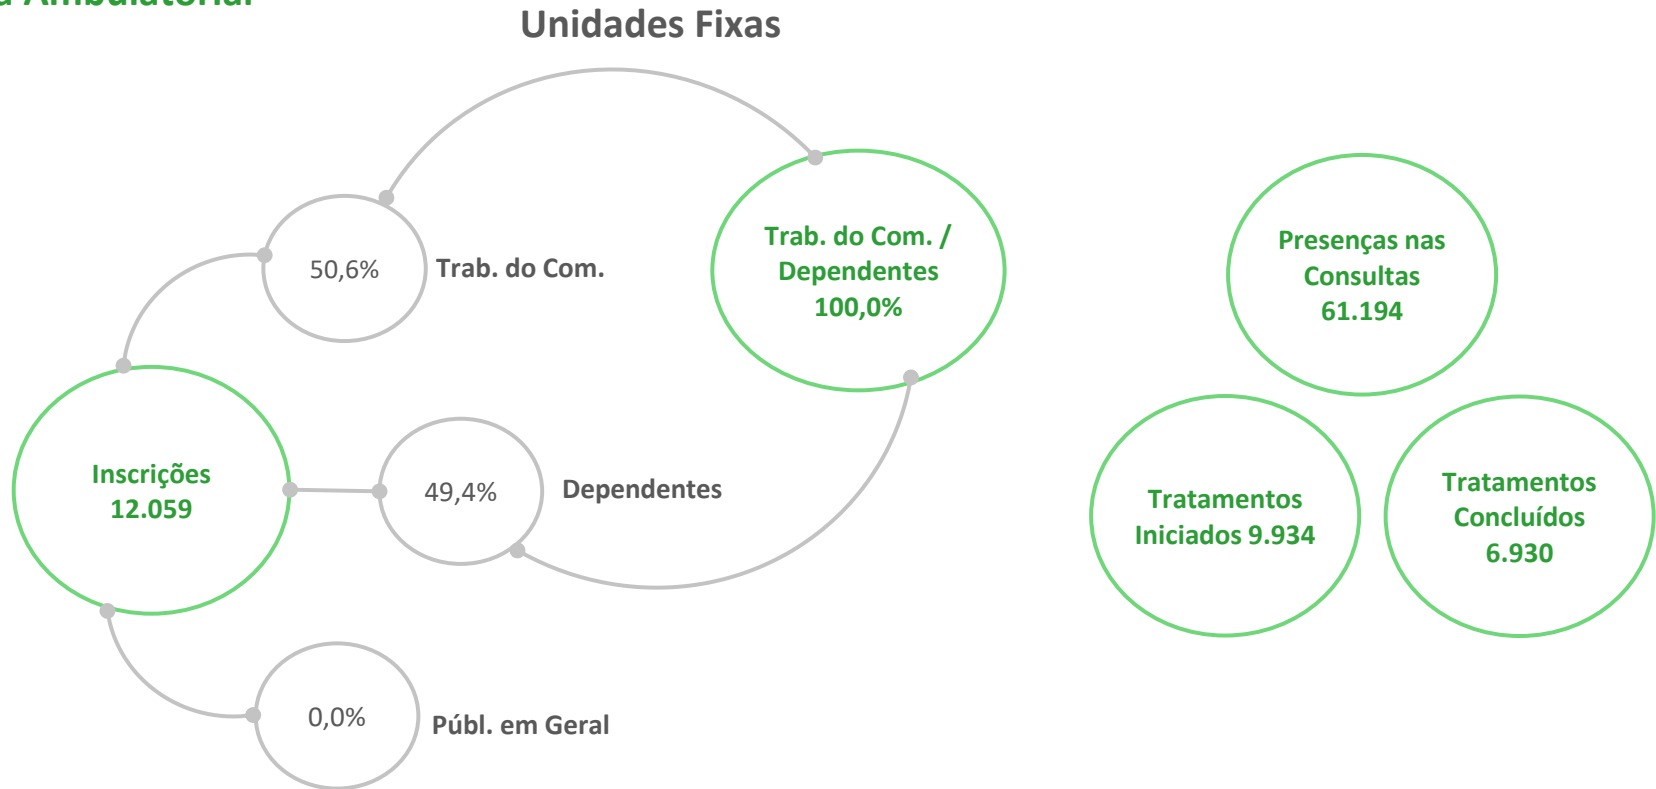 Ambulatorial
Unidades Fixas
50,6%
Trab. do Com.
Trab. do Com. /
Dependentes
100,0%
Inscrições
12.059
49,4%
Dependentes
0,0%
Públ. em Geral
Presenças nas
Consultas
61.194
Tratamentos
Iniciados 9.934
Tratamentos
Concluídos
6.930